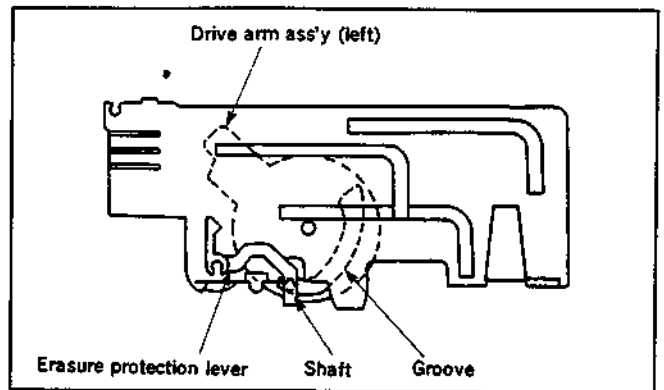 Drive arm ass'y (left)
Erasure protection lever
Shaft
Groove